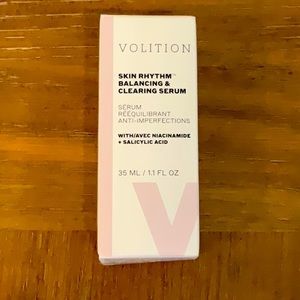 VOLITION
SKIN RHYTHM™
BALANCING &
CLEARING SERUM
SÉRUM
RÉÉQUILIBRANT
ANTI-IMPERFECTIONS
WITH/AVEC NIACINAMIDE
+ SALICYLIC ACID
35 ML / 1.1 FL OZ
V